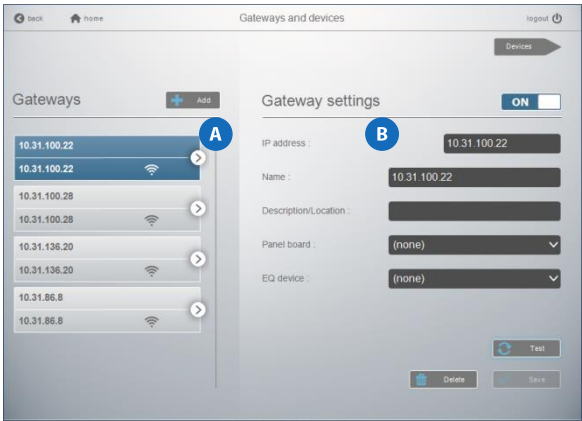 back home Gateways and devices logout
Devices
Gateways Add Gateway settings ON
A B
10.31.100.22 IP address : 10.31.100.22
10.31.100.22 Name : 10.31.100.22
10.31.100.28 Description/Location :
10.31.100.28
10.31.136.20 Panel board : (none)
10.31.136.20 EQ device : (none)
10.31.86.8
10.31.86.8
Test
Delete Save